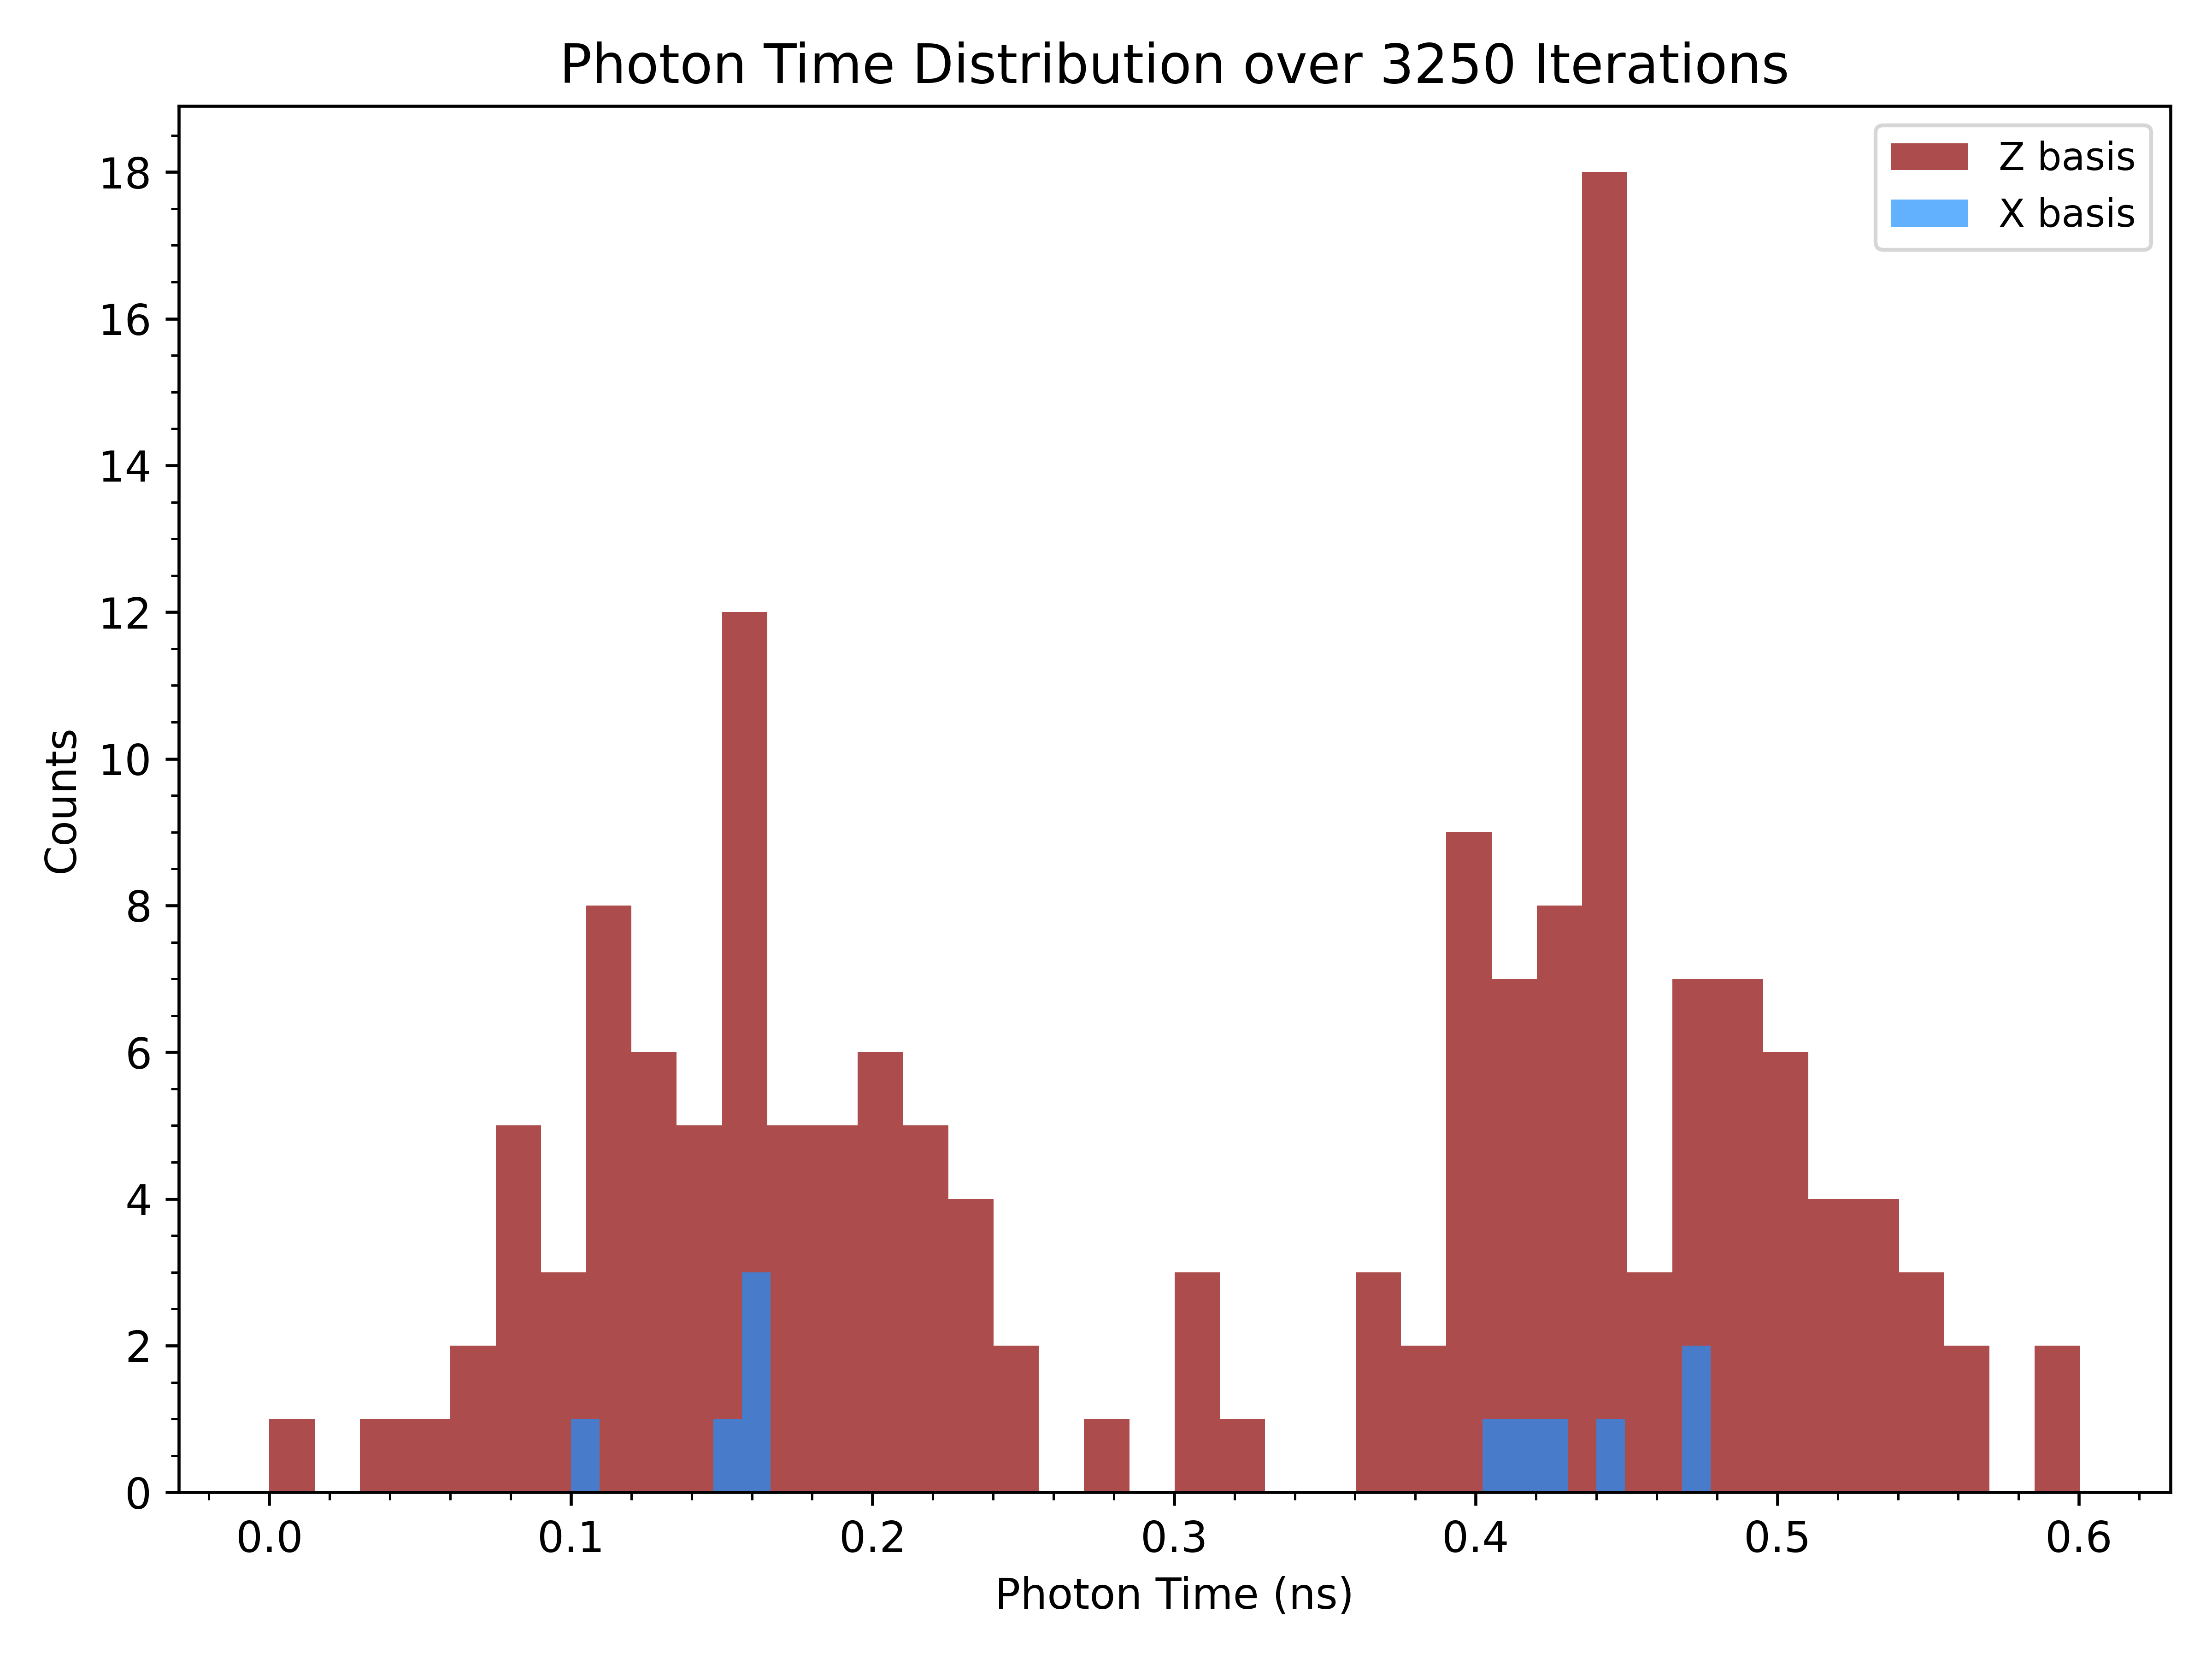 Photon Time Distribution over 3250 Iterations
Z basis
X basis
18
16
14
12
10
8
6
4
2
0
Counts
0.0 0.1 0.2 0.3 0.4 0.5 0.6
Photon Time (ns)